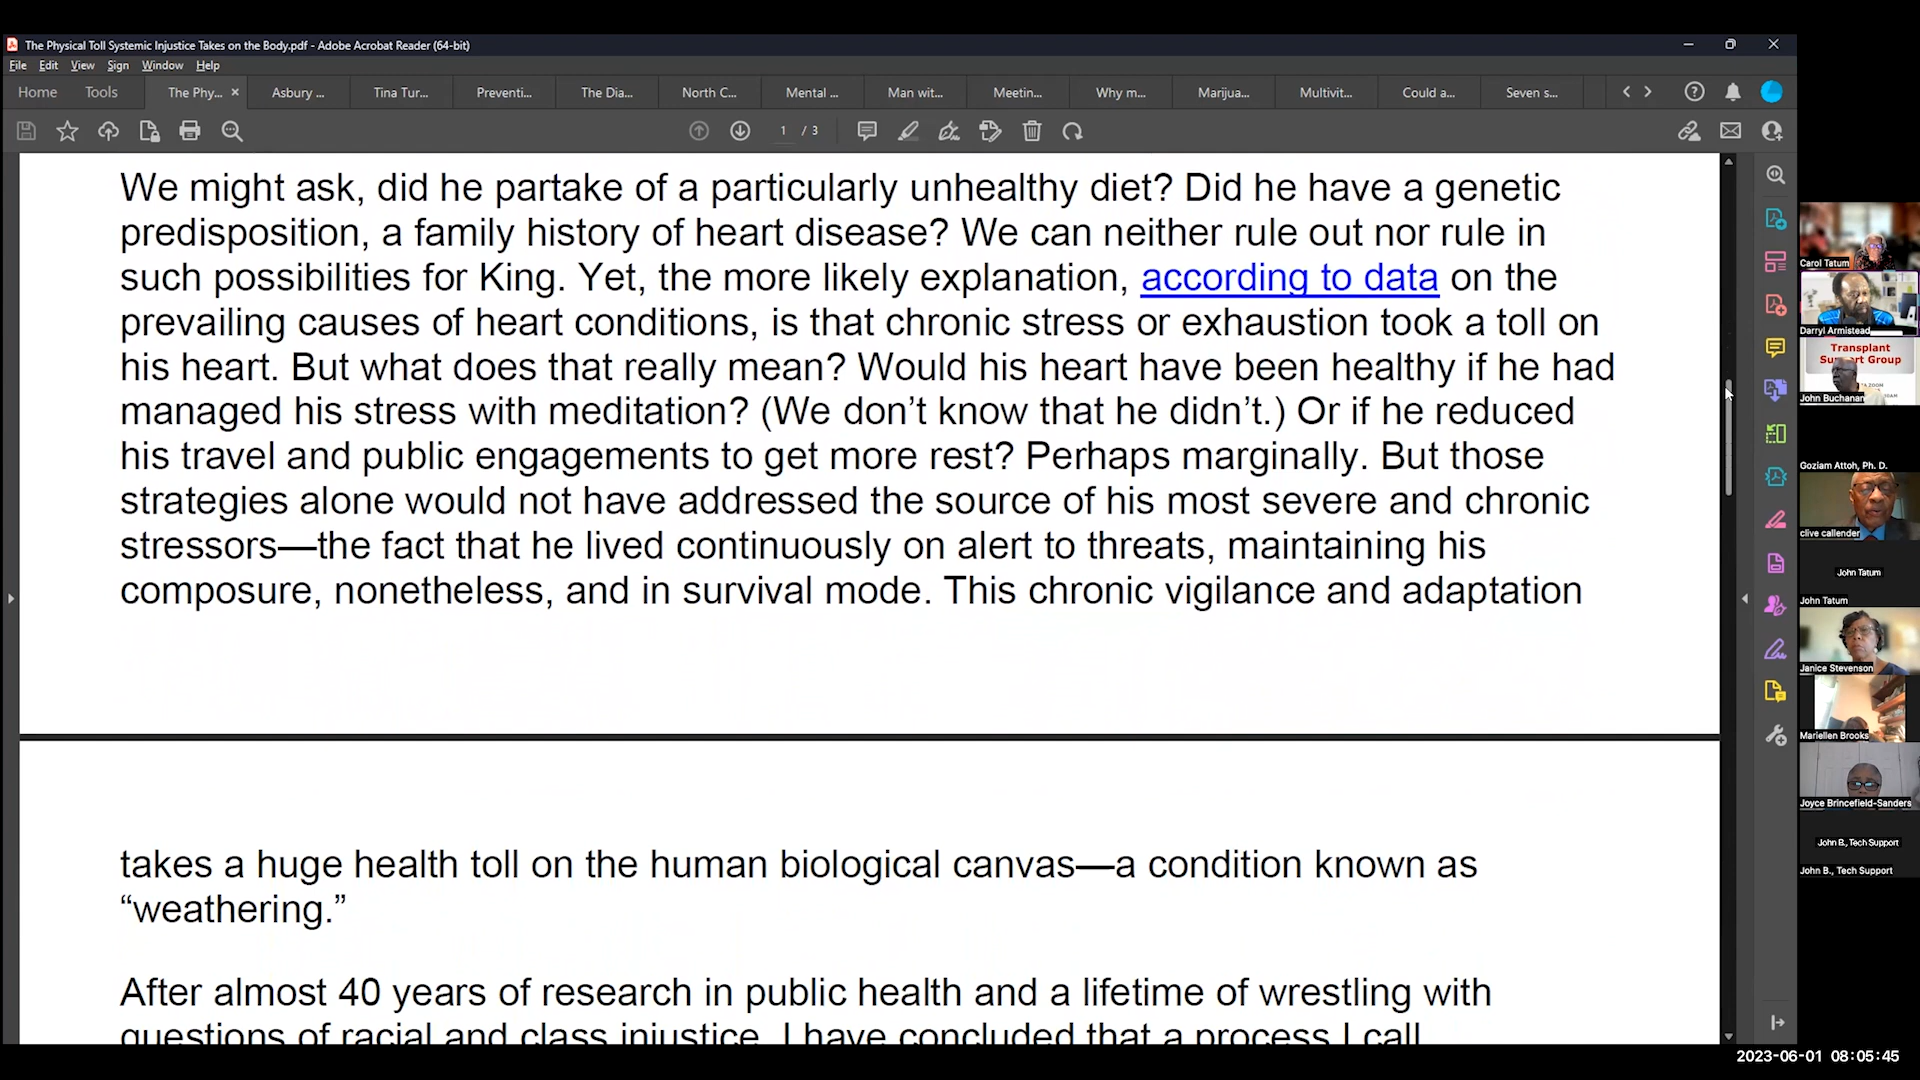 The Physical Toll Systemic Injustice Takes on the Body.pdf - Adobe Acrobat Reader (64-bit)
File Edit View Sign Window Help
Home Tools The Phy... × Asbury ... Tina Tur... Preventi... The Dia... North C... Mental ... Man wit... Meetin... Why m... Marijua... Multivit... Could a... Seven s...
1 / 3
We might ask, did he partake of a particularly unhealthy diet? Did he have a genetic
predisposition, a family history of heart disease? We can neither rule out nor rule in
such possibilities for King. Yet, the more likely explanation, according to data on the
prevailing causes of heart conditions, is that chronic stress or exhaustion took a toll on
his heart. But what does that really mean? Would his heart have been healthy if he had
managed his stress with meditation? (We don’t know that he didn’t.) Or if he reduced
his travel and public engagements to get more rest? Perhaps marginally. But those
strategies alone would not have addressed the source of his most severe and chronic
stressors—the fact that he lived continuously on alert to threats, maintaining his
composure, nonetheless, and in survival mode. This chronic vigilance and adaptation
takes a huge health toll on the human biological canvas—a condition known as
“weathering.”
After almost 40 years of research in public health and a lifetime of wrestling with
questions of racial and class injustice, I have concluded that a process I call
Carol Tatum
Darryl Armistead
Transplant
Group
John Buchanan
Goziam Attoh, Ph. D.
clive callender
John Tatum
John Tatum
Janice Stevenson
Mariellen Brooks
Joyce Brincefield-Sanders
John B., Tech Support
John B., Tech Support
2023-06-01 08:05:45